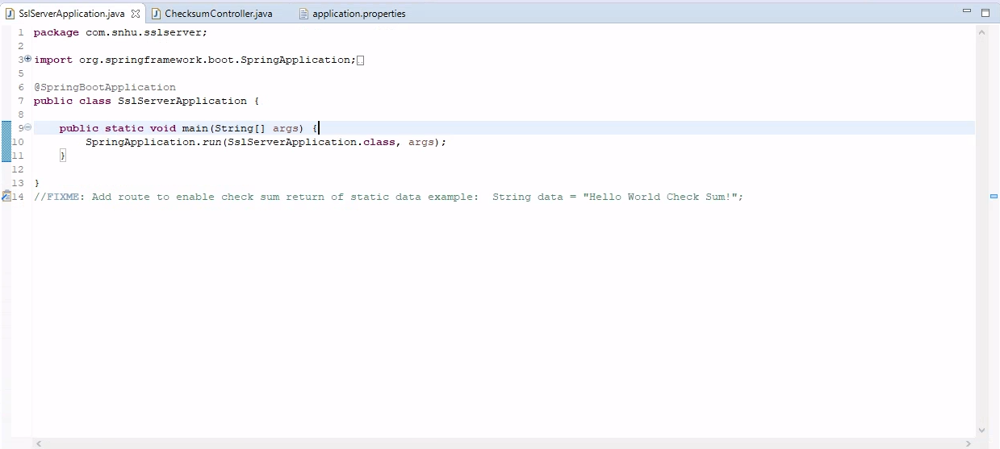 SslServerApplication.java ChecksumController.java application.properties
1 package com.snhu.sslserver;
2
3 import org.springframework.boot.SpringApplication;
5
6 @SpringBootApplication
7 public class SslServerApplication {
8
9 public static void main(String[] args) {
10 SpringApplication.run(SslServerApplication.class, args);
11 }
12
13 }
14 //FIXME: Add route to enable check sum return of static data example:  String data = "Hello World Check Sum!";